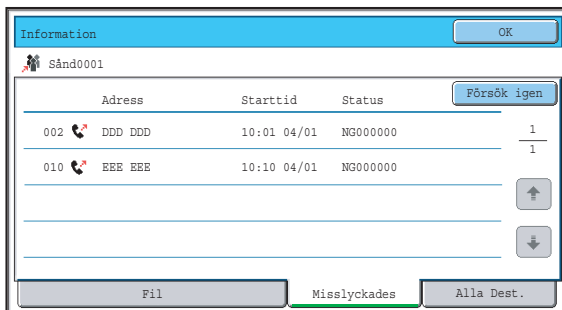 Information OK
Sånd0001
Försök igen
Adress Starttid Status
002 DDD DDD 10:01 04/01 NG000000
010 EEE EEE 10:10 04/01 NG000000
1
1
Fil Misslyckades Alla Dest.